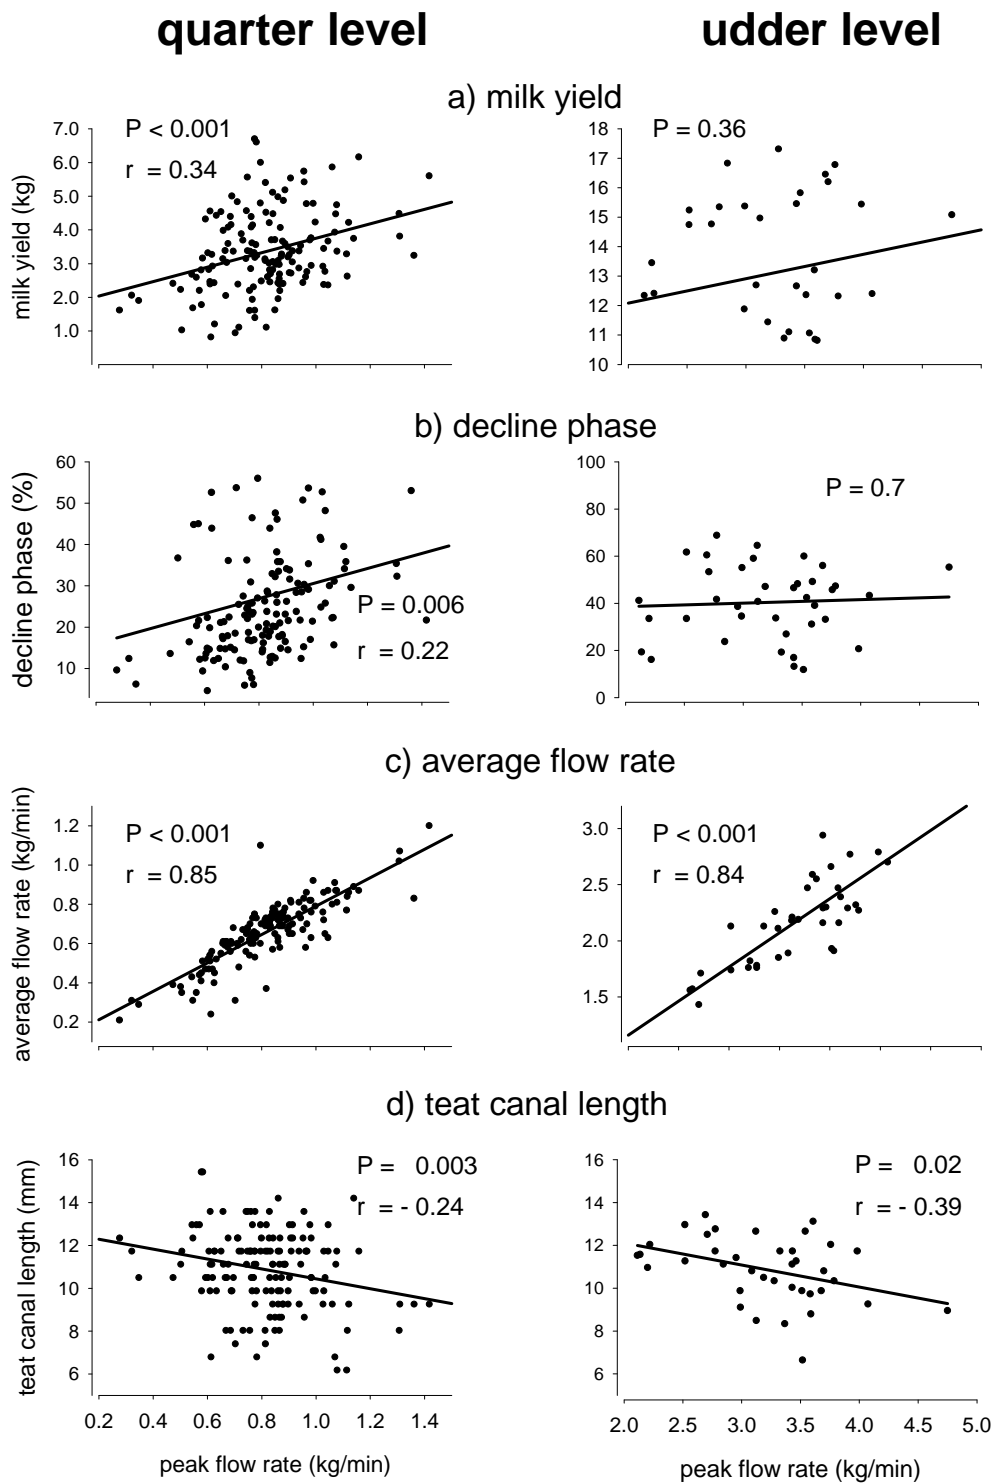 quarter level udder level
a) milk yield
P < 0.001
r = 0.34
P = 0.36
milk yield (kg)
7.0
6.0
5.0
4.0
3.0
2.0
1.0
18
17
16
15
14
13
12
11
10
b) decline phase
P = 0.006
r = 0.22
P = 0.7
decline phase (%)
60
50
40
30
20
10
100
80
60
40
20
0
c) average flow rate
P < 0.001
r = 0.85
P < 0.001
r = 0.84
average flow rate (kg/min)
1.2
1.0
0.8
0.6
0.4
0.2
3.0
2.5
2.0
1.5
d) teat canal length
P = 0.003
r = - 0.24
P = 0.02
r = - 0.39
teat canal length (mm)
16
14
12
10
8
6
16
14
12
10
8
6
0.2 0.4 0.6 0.8 1.0 1.2 1.4
2.0 2.5 3.0 3.5 4.0 4.5 5.0
peak flow rate (kg/min) peak flow rate (kg/min)